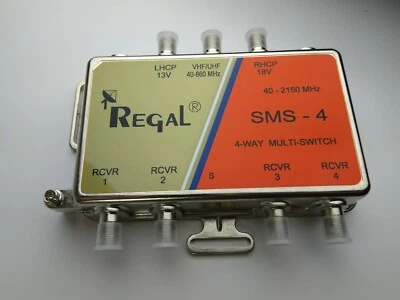 LHCP
13V
VHF/UHF
40-860 MHz
RHCP
18V
40 - 2150 MHz
REGAL®
SMS - 4
4-WAY MULTI-SWITCH
RCVR
1
RCVR
2
S
RCVR
3
RCVR
4